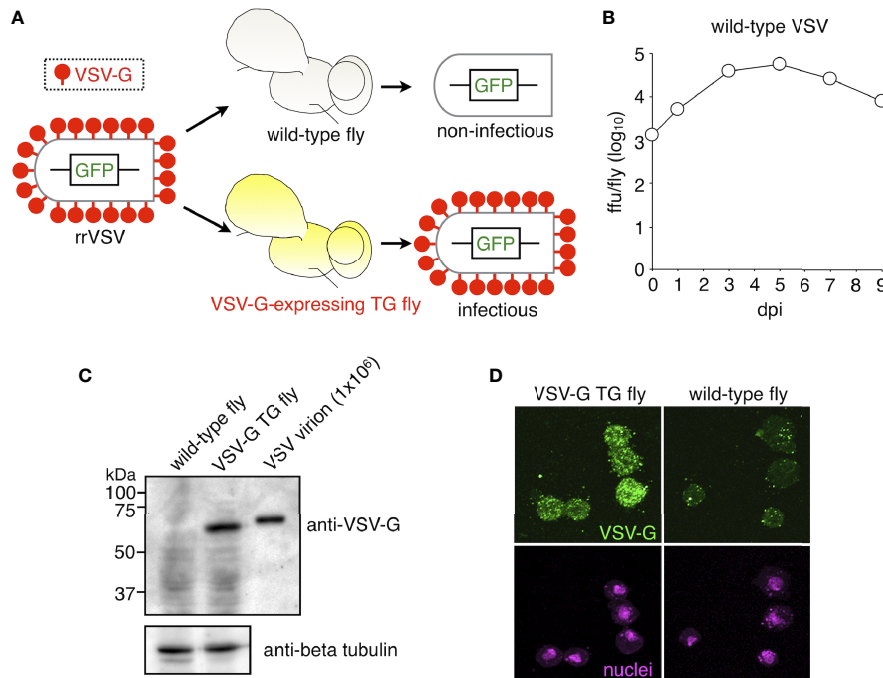 A
VSV-G
GFP
rrVSV
wild-type fly
GFP
non-infectious
VSV-G-expressing TG fly
GFP
infectious
B
wild-type VSV
ffu/fly (log10)
5
4
3
2
1
0
0 1 2 3 4 5 6 7 8 9
dpi
C
wild-type fly
VSV-G TG fly
VSV virion (1x10⁶)
kDa
100
75
50
37
anti-VSV-G
anti-beta tubulin
D
VSV-G TG fly
wild-type fly
VSV-G
nuclei